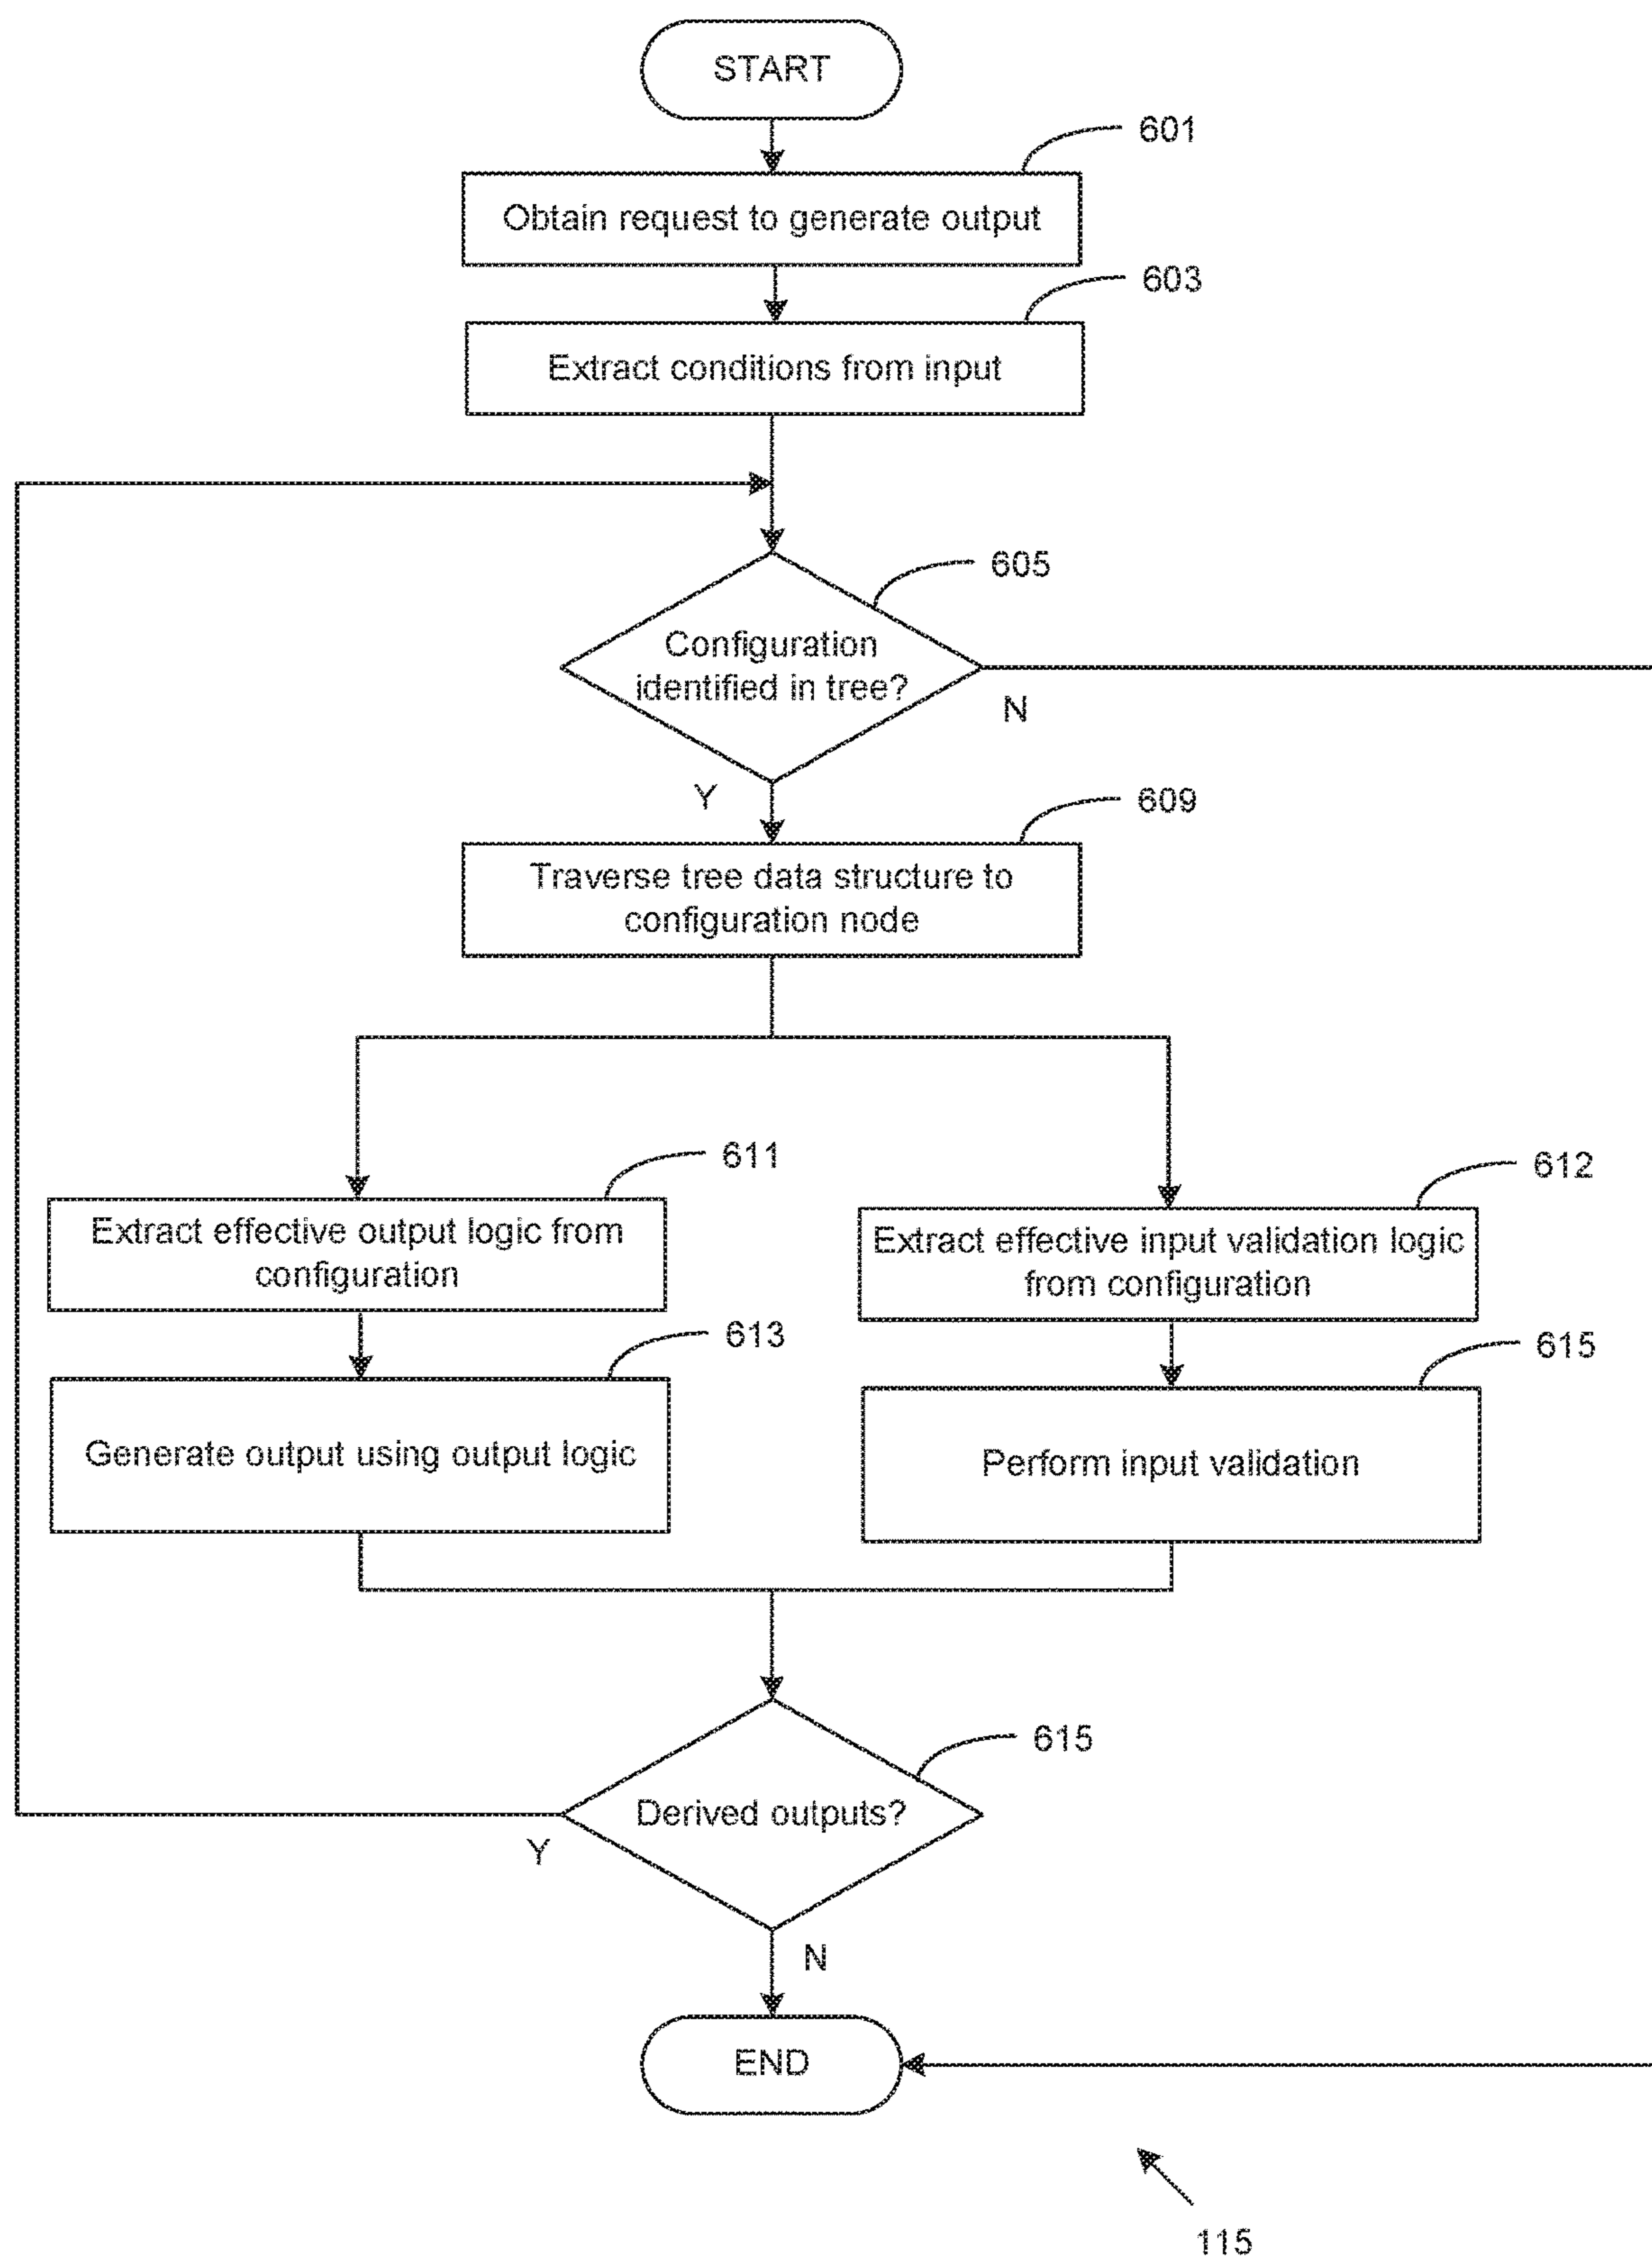 START
601
Obtain request to generate output
603
Extract conditions from input
605
Configuration
identified in tree?
N
Y
609
Traverse tree data structure to
configuration node
611
Extract effective output logic from
configuration
612
Extract effective input validation logic
from configuration
613
Generate output using output logic
615
Perform input validation
615
Derived outputs?
Y
N
END
115